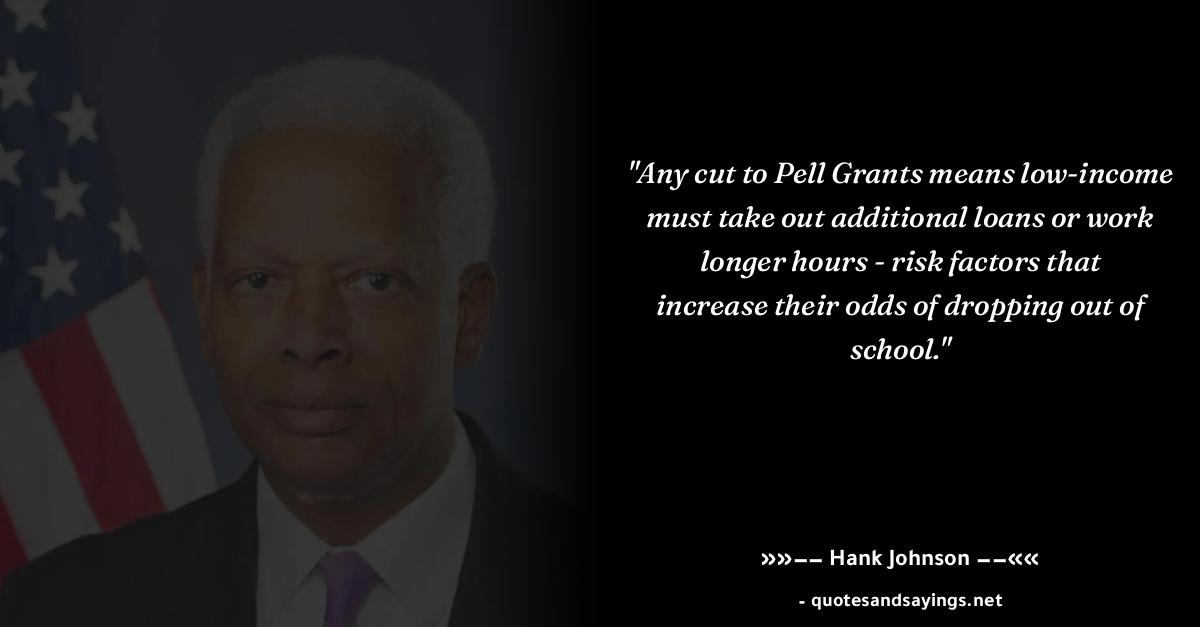 "Any cut to Pell Grants means low-income
must take out additional loans or work
longer hours - risk factors that
increase their odds of dropping out of
school."
»»–– Hank Johnson ––««
- quotesandsayings.net